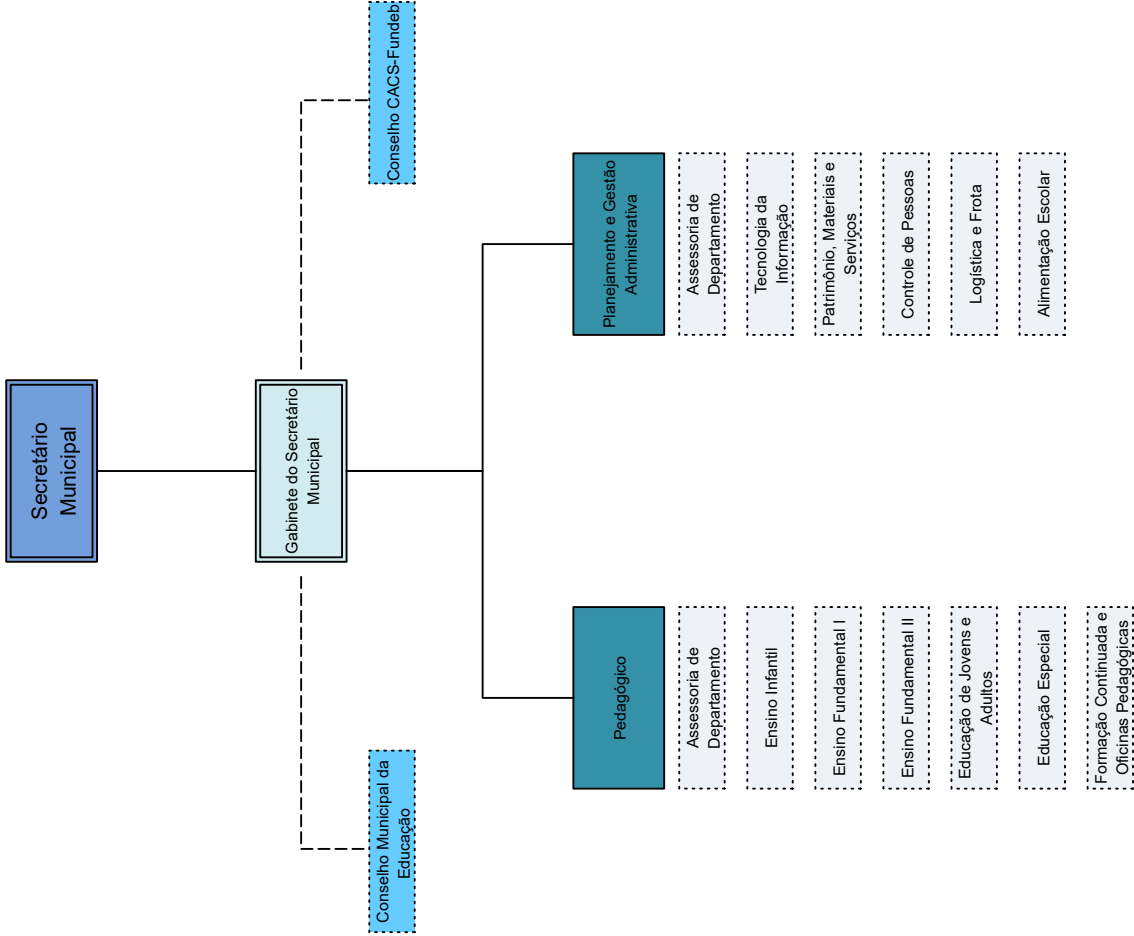 Secretário
Municipal
Gabinete do Secretário
Municipal
Conselho Municipal da
Educação
Conselho CACS-Fundeb
Pedagógico
Assessoria de
Departamento
Ensino Infantil
Ensino Fundamental I
Ensino Fundamental II
Educação de Jovens e
Adultos
Educação Especial
Formação Continuada e
Oficinas Pedagógicas
Planejamento e Gestão
Administrativa
Assessoria de
Departamento
Tecnologia da
Informação
Patrimônio, Materiais e
Serviços
Controle de Pessoas
Logística e Frota
Alimentação Escolar